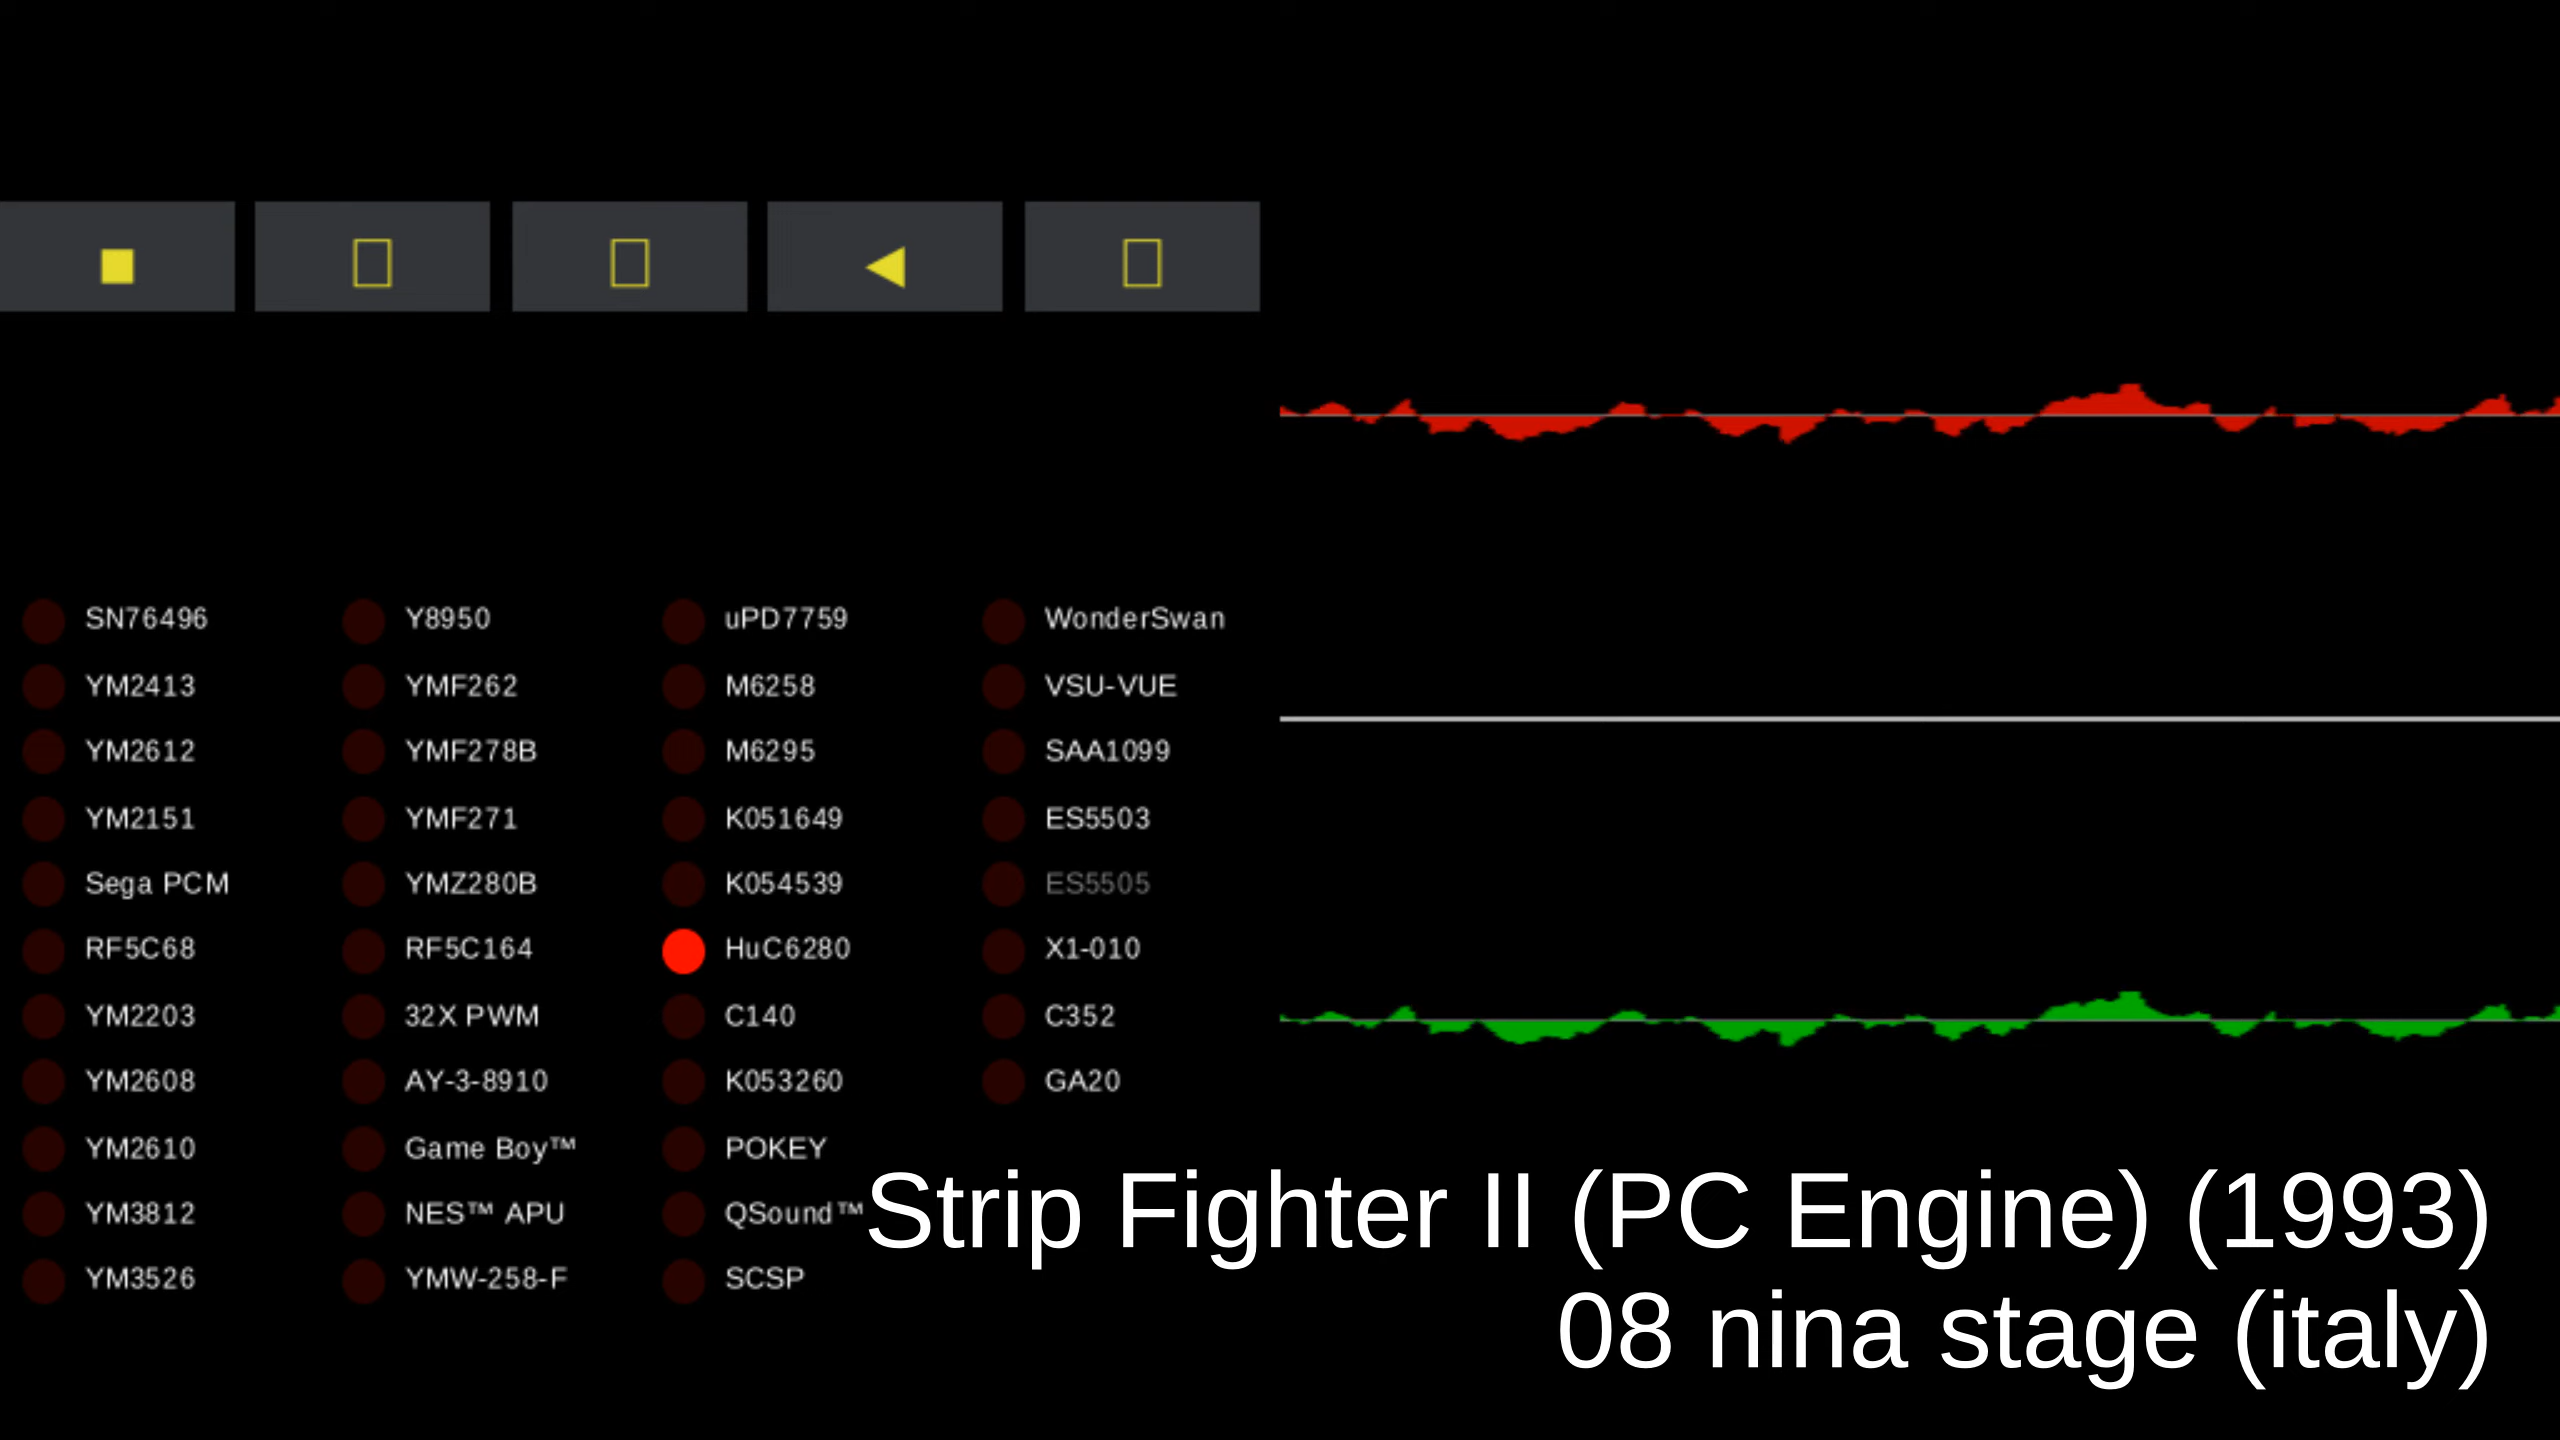 SN76496
YM2413
YM2612
YM2151
Sega PCM
RF5C68
YM2203
YM2608
YM2610
YM3812
YM3526
Y8950
YMF262
YMF278B
YMF271
YMZ280B
RF5C164
32X PWM
AY-3-8910
Game Boy™
NES™ APU
YMW-258-F
uPD7759
M6258
M6295
K051649
K054539
HuC6280
C140
K053260
POKEY
QSound™
SCSP
WonderSwan
VSU-VUE
SAA1099
ES5503
ES5505
X1-010
C352
GA20
Strip Fighter II (PC Engine) (1993)
08 nina stage (italy)